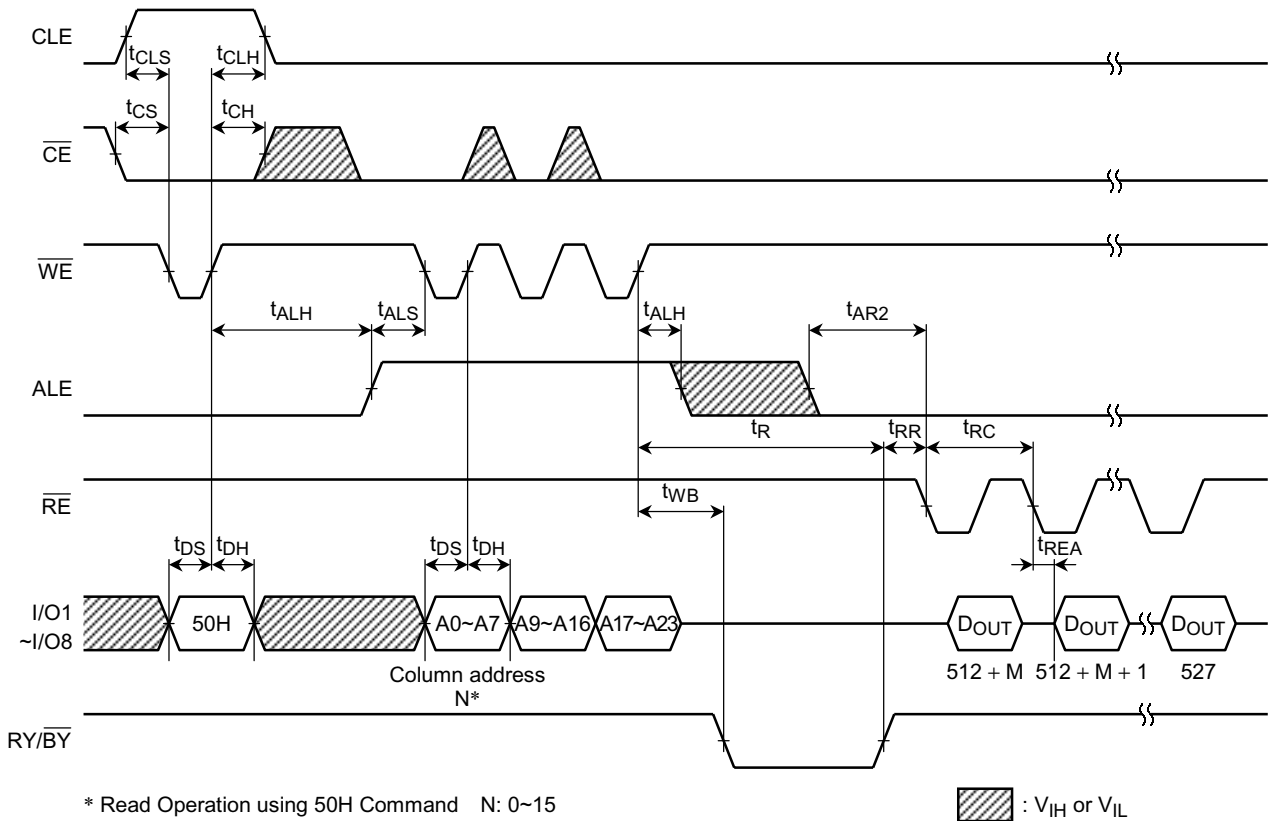 CLE
tCLS tCLH
tCS tCH
CE
WE
tALH tALS tALH tAR2
ALE
tR tRR tRC
RE
tWB
tDS tDH tDS tDH tREA
I/O1
~I/O8
50H A0~A7 A9~A16 A17~A23 DOUT DOUT DOUT
Column address
N*
512 + M 512 + M + 1 527
RY/BY
* Read Operation using 50H Command N: 0~15
: VIH or VIL